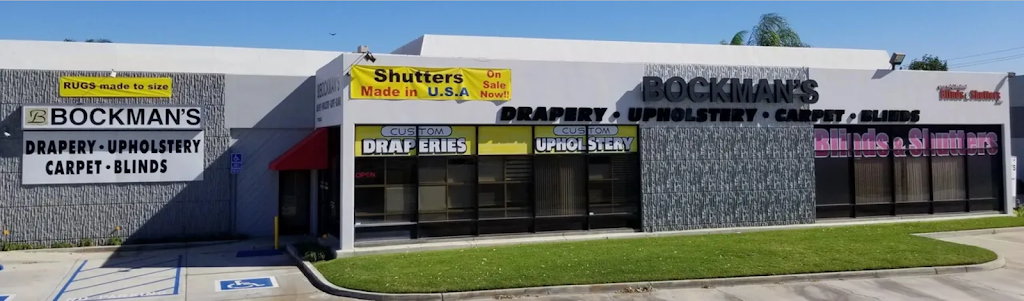 RUGS made to size
B BOCKMAN'S
DRAPERY • UPHOLSTERY
CARPET • BLINDS
Shutters
Made in U.S.A
On
Sale
Now!!
BOCKMAN'S
DRAPERY • UPHOLSTERY • CARPET • BLINDS
CUSTOM
DRAPERIES
CUSTOM
UPHOLSTERY
OPEN
Blinds & Shutters
Blinds & Shutters